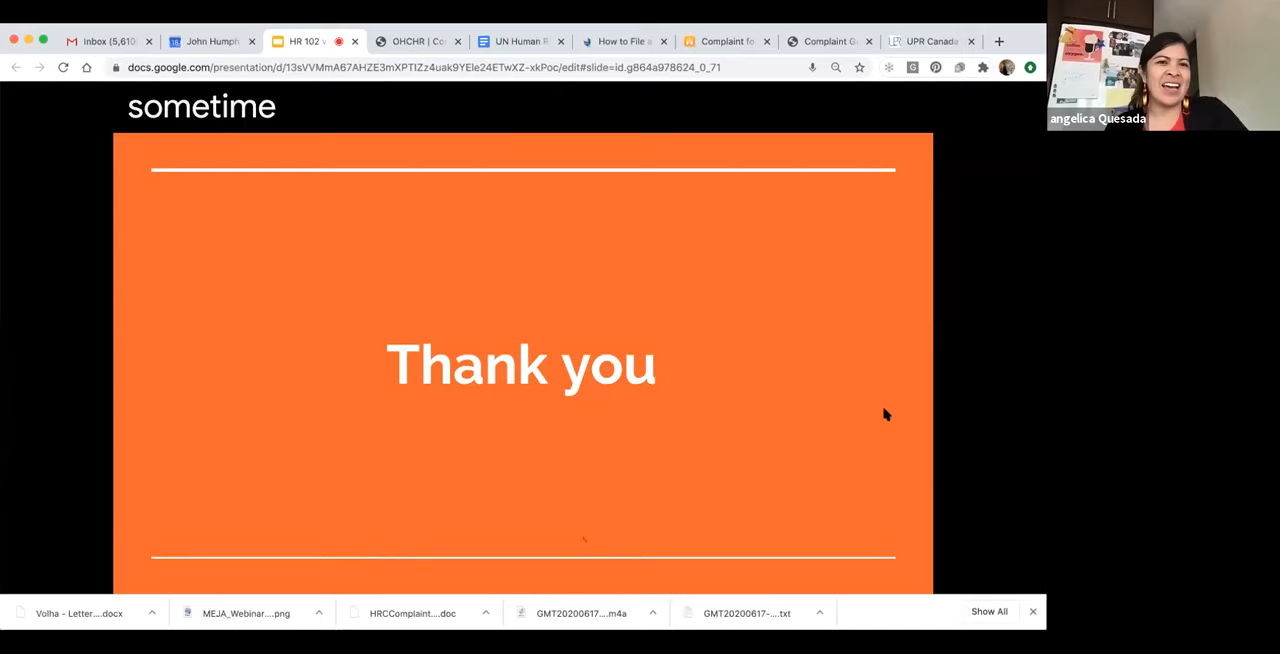 Inbox (5,610
John Humph
HR 102 v
OHCHR | Co
UN Human R
How to File a
Complaint fo
Complaint G
UPR Canada
docs.google.com/presentation/d/13sVVMmA67AHZE3mXPTIZz4uak9YEle24ETwXZ-xkPoc/edit#slide=id.g864a978624_0_71
angelica Quesada
sometime
Thank you
Volha - Letter....docx
MEJA_Webinar....png
HRCComplaint....doc
GMT20200617....m4a
GMT20200617-....txt
Show All